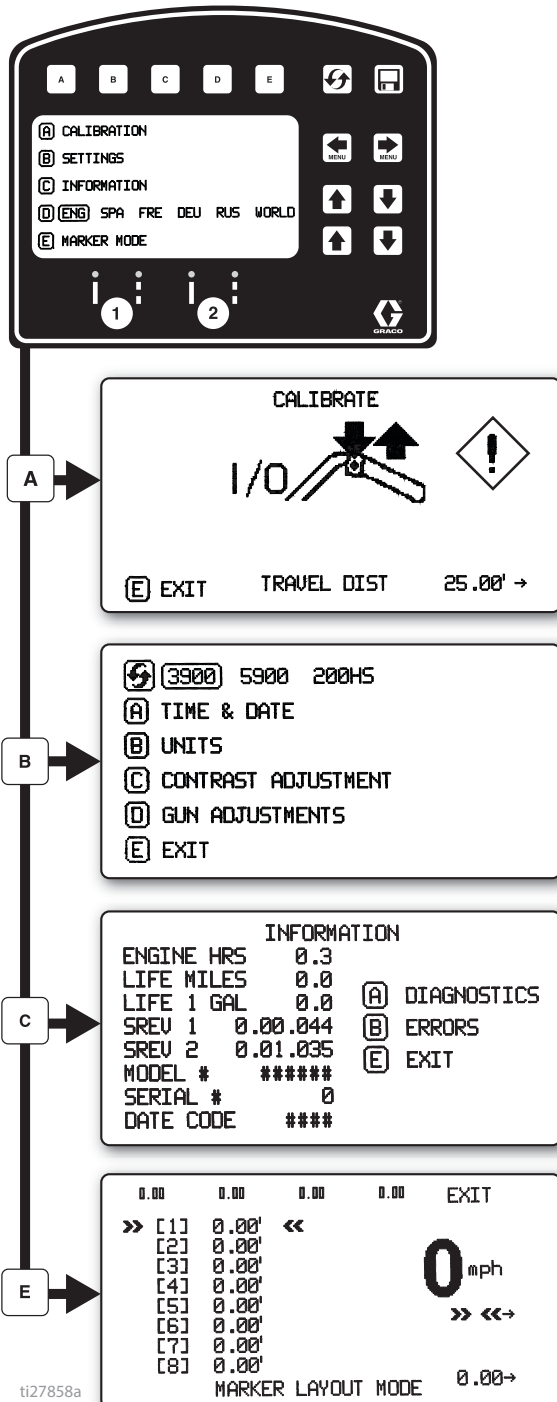 A B C D E
A CALIBRATION
B SETTINGS
C INFORMATION
D ENG SPA FRE DEU RUS WORLD
E MARKER MODE
MENU MENU
1 2
GRACO
A
CALIBRATE
I/O
!
E EXIT TRAVEL DIST 25.00' →
B
3900 5900 200HS
A TIME & DATE
B UNITS
C CONTRAST ADJUSTMENT
D GUN ADJUSTMENTS
E EXIT
C
INFORMATION
ENGINE HRS 0.3
LIFE MILES 0.0
LIFE 1 GAL 0.0
SREV 1 0.00.044
SREV 2 0.01.035
MODEL # ######
SERIAL # 0
DATE CODE ####
A DIAGNOSTICS
B ERRORS
E EXIT
E
0.00 0.00 0.00 0.00 EXIT
>> [1] 0.00' <<
[2] 0.00'
[3] 0.00'
[4] 0.00'
[5] 0.00'
[6] 0.00'
[7] 0.00'
[8] 0.00'
0 mph
>> <<→
MARKER LAYOUT MODE 0.00→
ti27858a